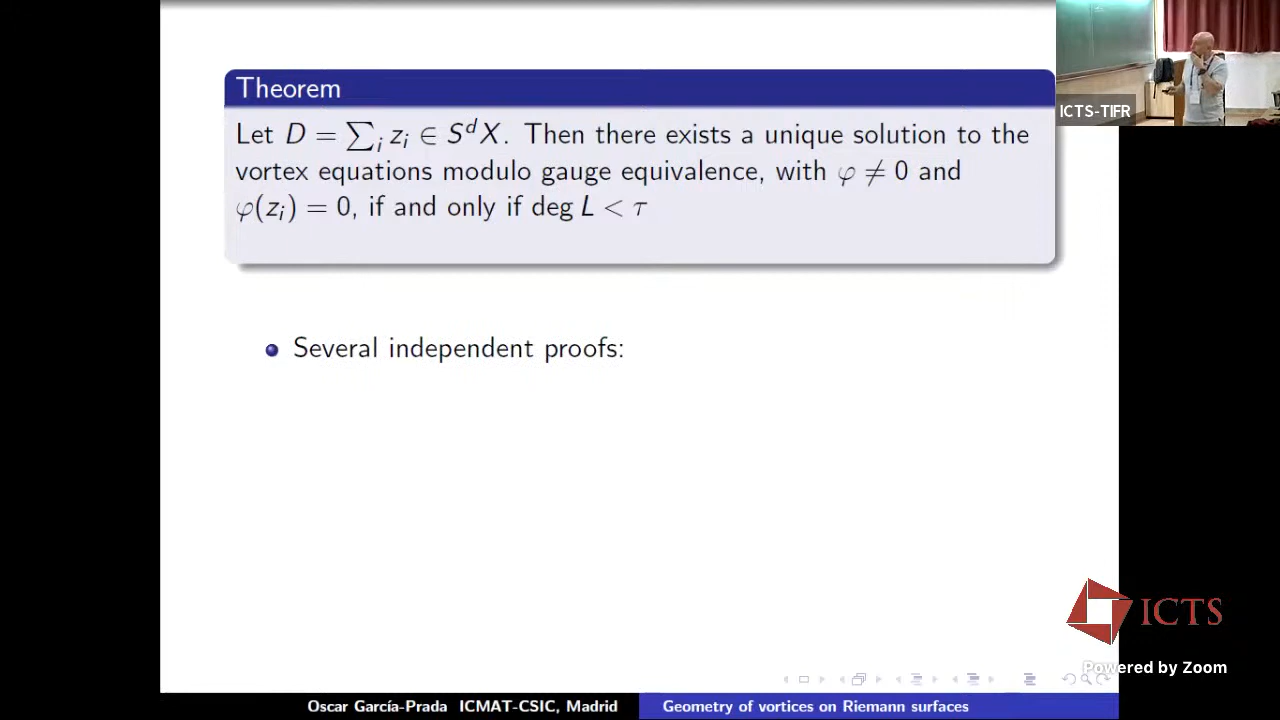 Theorem
Let D = ∑ᵢ zᵢ ∈ SᵈX. Then there exists a unique solution to the
vortex equations modulo gauge equivalence, with φ ≠ 0 and
φ(zᵢ) = 0, if and only if deg L < τ
Several independent proofs:
ICTS-TIFR
ICTS
Powered by Zoom
Oscar García-Prada ICMAT-CSIC, Madrid
Geometry of vortices on Riemann surfaces